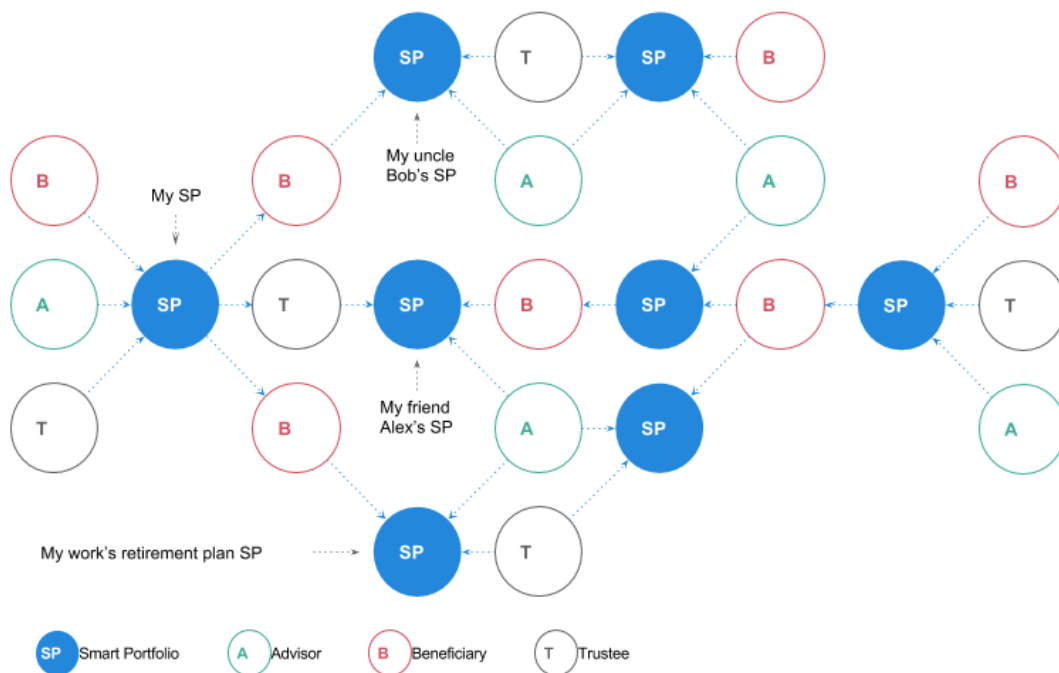 SP T SP B
My uncle
Bob's SP
B B A A B
My SP
A SP T SP B SP B SP T
My friend
Alex's SP
T B A SP A
My work's retirement plan SP SP T
SP Smart Portfolio A Advisor B Beneficiary T Trustee